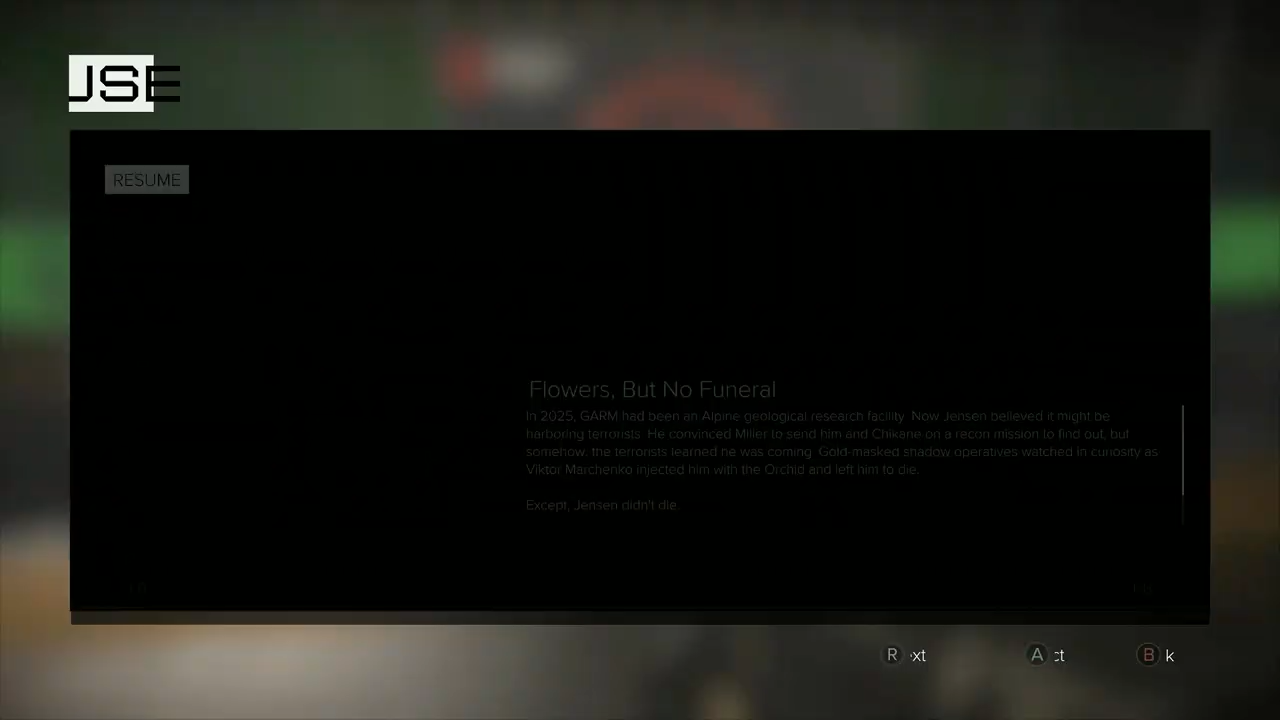 JSE
RESUME
Flowers, But No Funeral
In 2025, GARM had been an Alpine geological research facility. Now Jensen believed it might be
harboring terrorists. He convinced Miller to send him and Chikane on a recon mission to find out, but
somehow, the terrorists learned he was coming. Gold-masked shadow operatives watched in curiosity as
Viktor Marchenko injected him with the Orchid and left him to die.
Except, Jensen didn't die.
R xt
A ct
B k